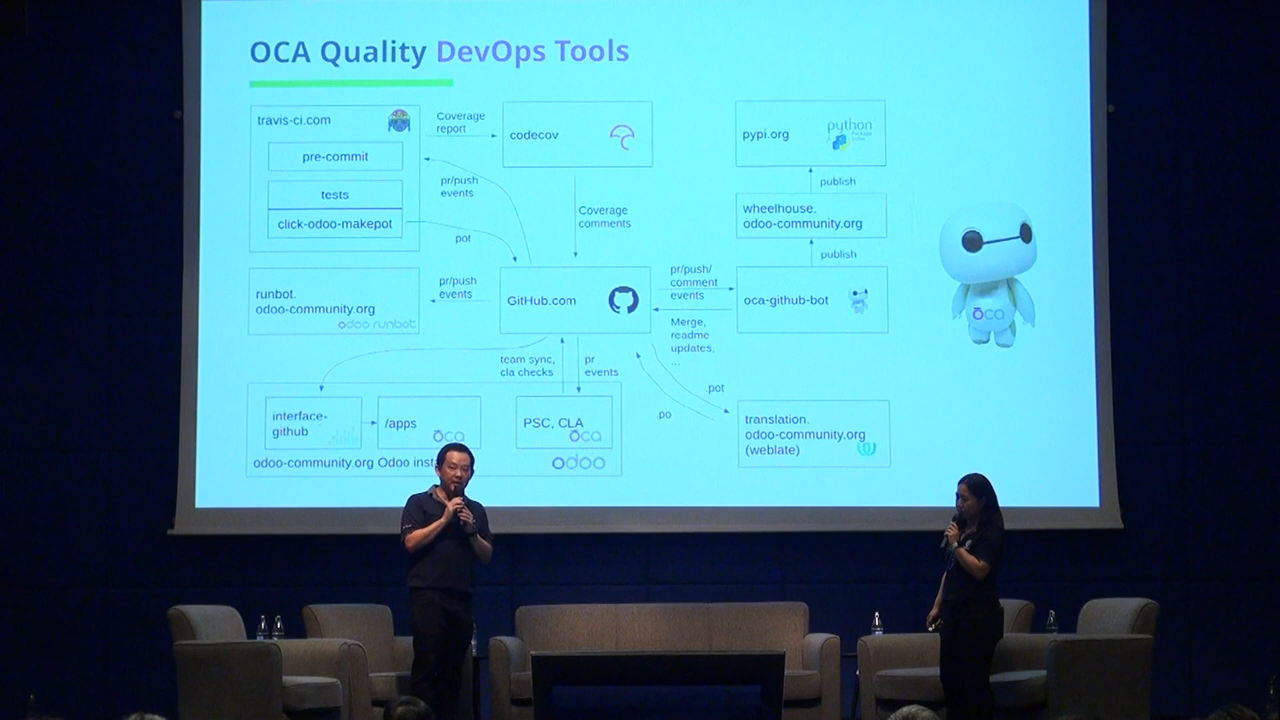 OCA Quality DevOps Tools
travis-ci.com
pre-commit
tests
click-odoo-makepot
Coverage
report
codecov
pr/push
events
pot
Coverage
comments
pypi.org
python
publish
wheelhouse.
odoo-community.org
publish
runbot.
odoo-community.org
odoo runbot
pr/push
events
GitHub.com
pr/push/
comment
events
Merge,
readme
updates,
...
oca-github-bot
oca
team sync,
cla checks
pr
events
interface-
github
/apps
oca
PSC, CLA
oca
odoo-community.org Odoo inst
odoo
.pot
.po
translation.
odoo-community.org
(weblate)